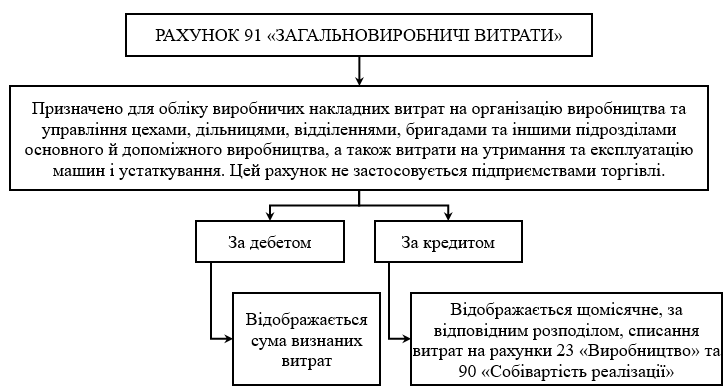 РАХУНОК 91 «ЗАГАЛЬНОВИРОБНИЧІ ВИТРАТИ»
Призначено для обліку виробничих накладних витрат на організацію виробництва та
управління цехами, дільницями, відділеннями, бригадами та іншими підрозділами
основного й допоміжного виробництва, а також витрати на утримання та експлуатацію
машин і устаткування. Цей рахунок не застосовується підприємствами торгівлі.
За дебетом
За кредитом
Відображається
сума визнаних
витрат
Відображається щомісячне, за
відповідним розподілом, списання
витрат на рахунки 23 «Виробництво» та
90 «Собівартість реалізації»